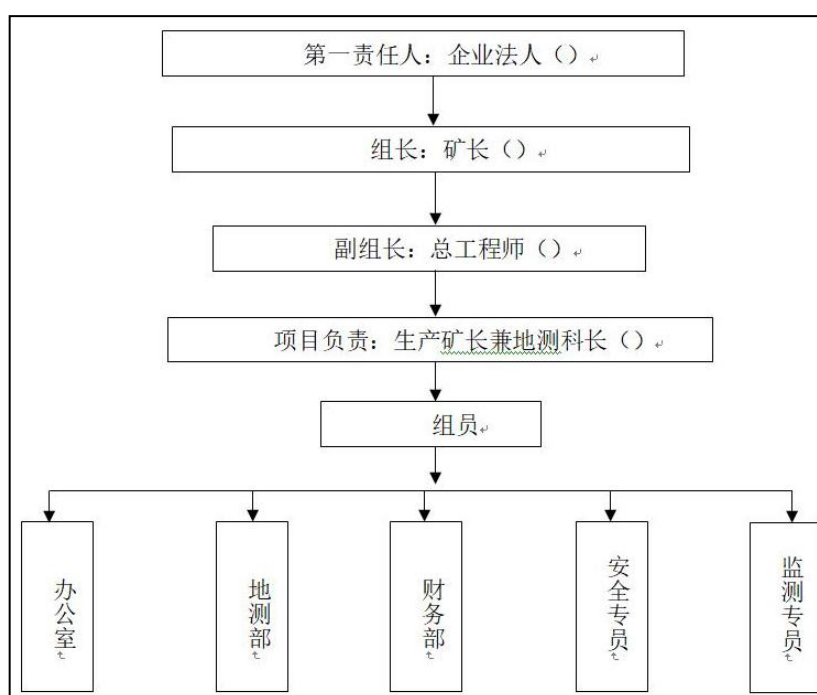 第一责任人：企业法人（）
组长：矿长（）
副组长：总工程师（）
项目负责：生产矿长兼地测科长（）
组员
办公室
地测部
财务部
安全专员
监测专员